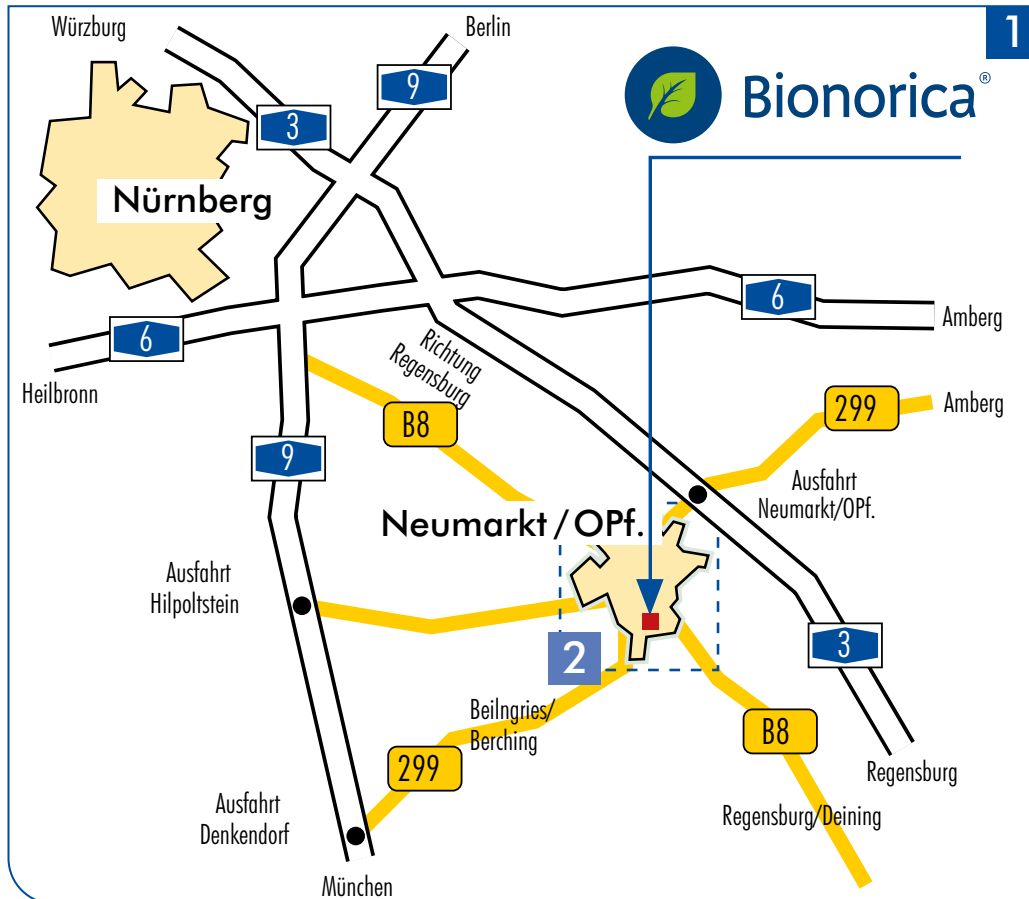 Würzburg
Berlin
1
9
3
Bionorica®
Nürnberg
6
6
Amberg
Heilbronn
Richtung
Regensburg
B8
299
Amberg
9
Ausfahrt
Neumarkt/OPf.
Neumarkt/OPf.
Ausfahrt
Hilpoltstein
2
3
Beilngries/
Berching
B8
299
Regensburg
Ausfahrt
Denkendorf
Regensburg/Deining
München